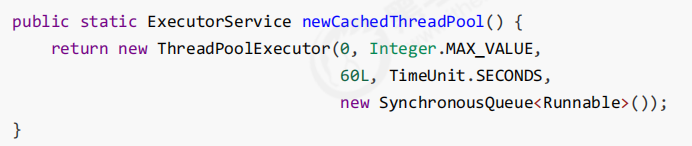 public static ExecutorService newCachedThreadPool() {
    return new ThreadPoolExecutor(0, Integer.MAX_VALUE,
                                  60L, TimeUnit.SECONDS,
                                  new SynchronousQueue<Runnable>());
}